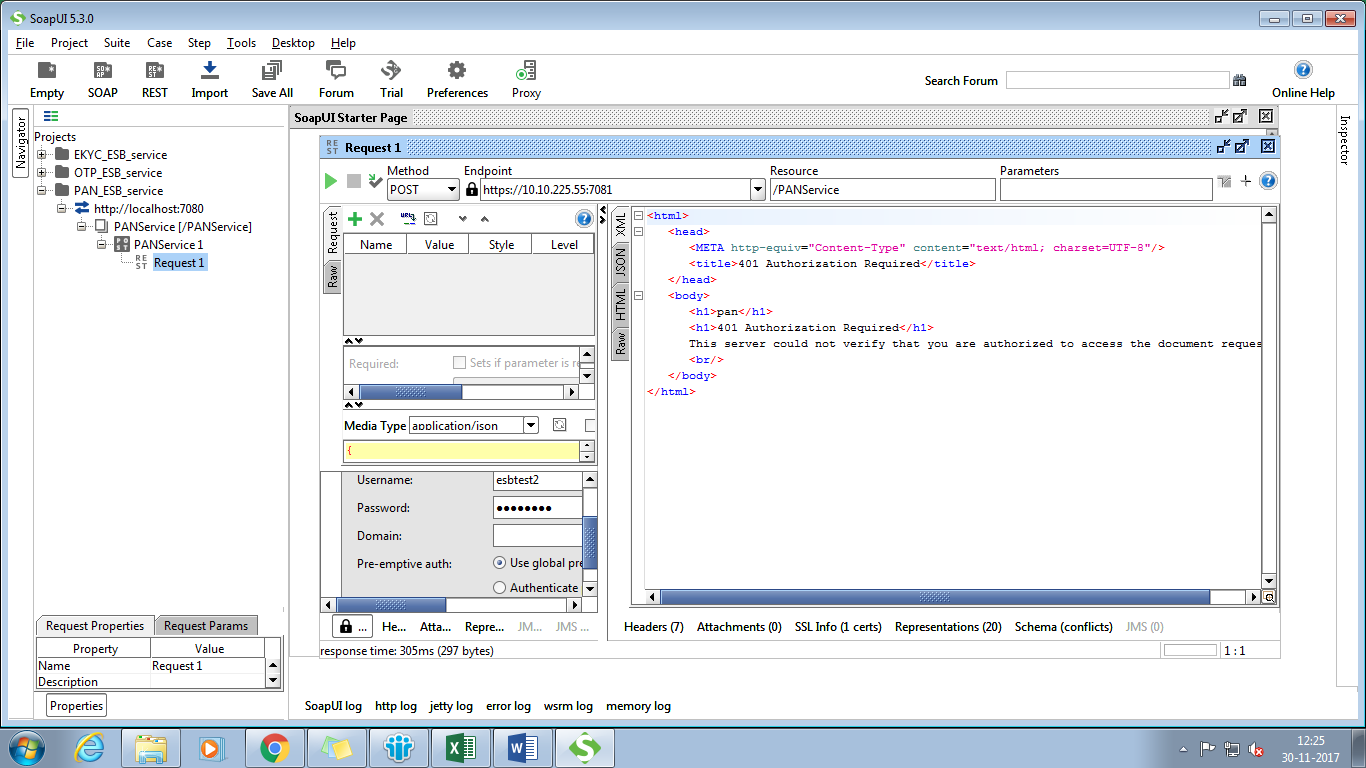 SoapUI 5.3.0
File Project Suite Case Step Tools Desktop Help
Empty SOAP REST Import Save All Forum Trial Preferences Proxy Search Forum Online Help
Navigator
Projects
EKYC_ESB_service
OTP_ESB_service
PAN_ESB_service
http://localhost:7080
PANService [/PANService]
PANService 1
Request 1
SoapUI Starter Page
Request 1
Method Endpoint Resource Parameters
POST https://10.10.225.55:7081 /PANService
Request
Raw
Name Value Style Level
Required: Sets if parameter is re
Media Type application/json
{
Username: esbtest2
Password: ●●●●●●●●
Domain:
Pre-emptive auth: Use global pre
Authenticate
... He... Atta... Repre... JM... JMS ...
XML
JSON
HTML
Raw
<html>
<head>
<META http-equiv="Content-Type" content="text/html; charset=UTF-8"/>
<title>401 Authorization Required</title>
</head>
<body>
<h1>pan</h1>
<h1>401 Authorization Required</h1>
This server could not verify that you are authorized to access the document reques
<br/>
</body>
</html>
Headers (7) Attachments (0) SSL Info (1 certs) Representations (20) Schema (conflicts) JMS (0)
response time: 305ms (297 bytes) 1 : 1
Inspector
Request Properties Request Params
Property Value
Name Request 1
Description
Properties
SoapUI log http log jetty log error log wsrm log memory log
12:25
30-11-2017